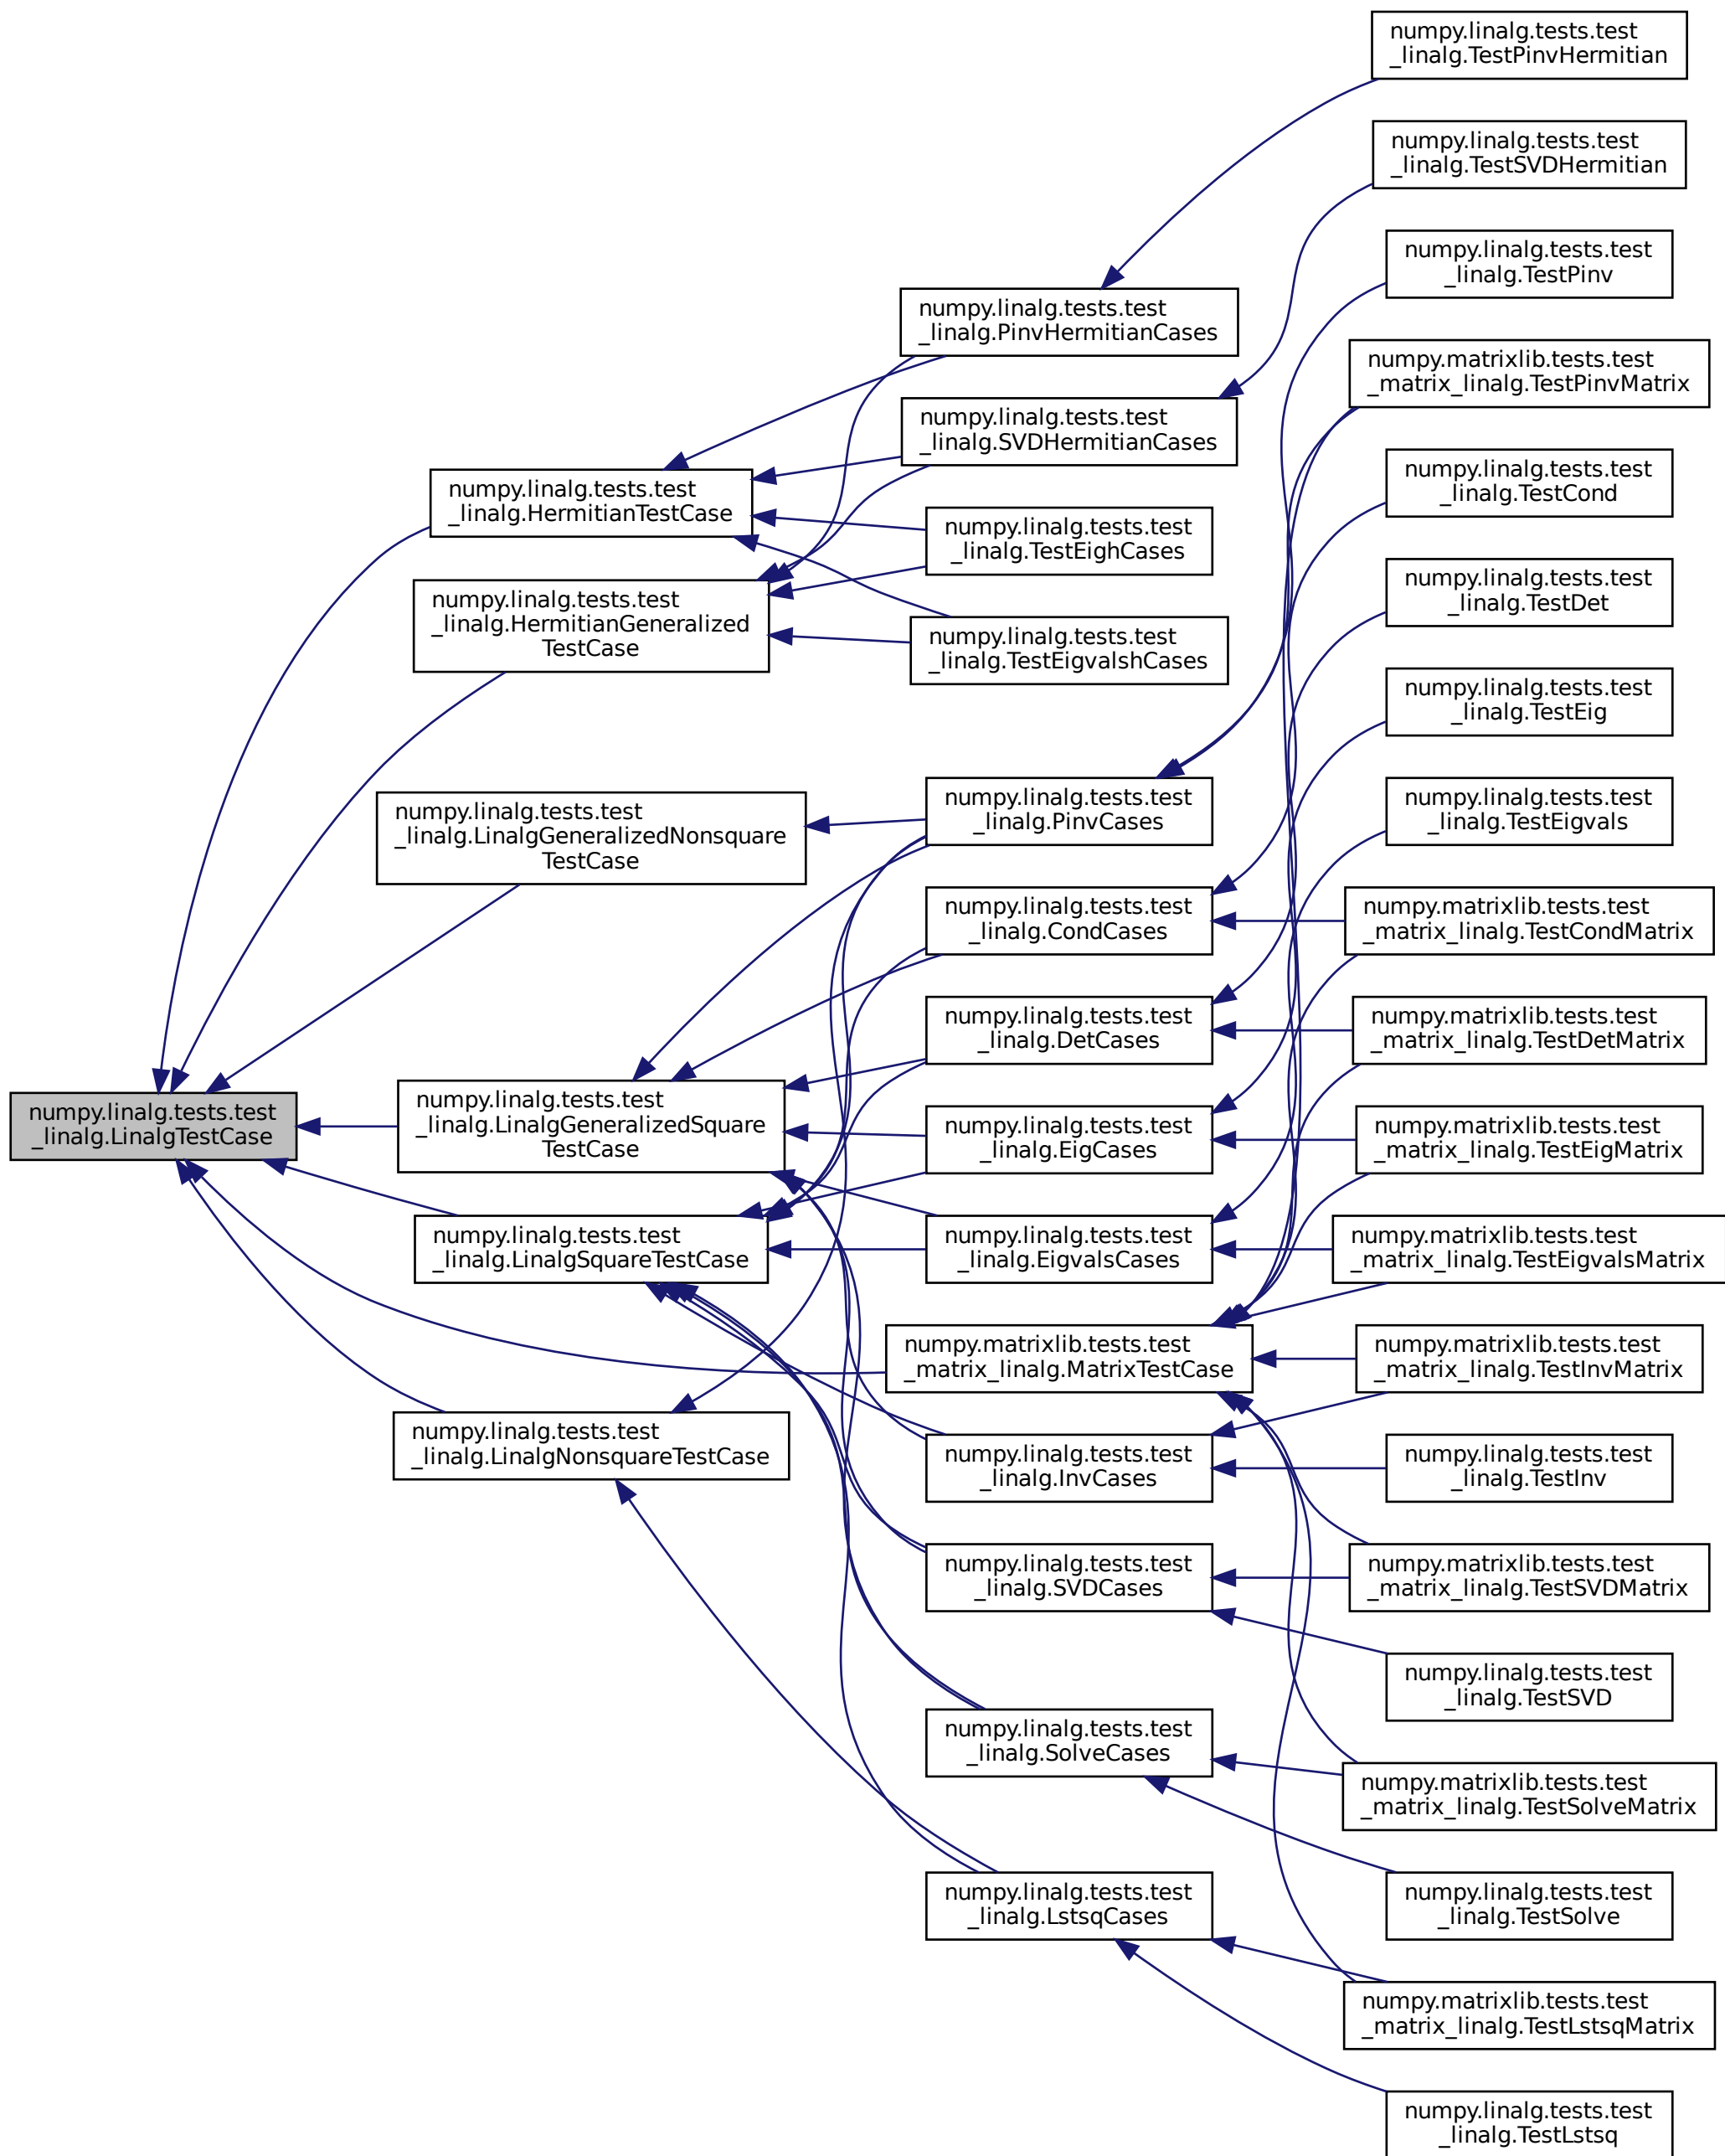 numpy.linalg.tests.test
_linalg.LinalgTestCase
numpy.linalg.tests.test
_linalg.HermitianTestCase
numpy.linalg.tests.test
_linalg.HermitianGeneralized
TestCase
numpy.linalg.tests.test
_linalg.LinalgGeneralizedNonsquare
TestCase
numpy.linalg.tests.test
_linalg.LinalgGeneralizedSquare
TestCase
numpy.linalg.tests.test
_linalg.LinalgSquareTestCase
numpy.linalg.tests.test
_linalg.LinalgNonsquareTestCase
numpy.linalg.tests.test
_linalg.PinvHermitianCases
numpy.linalg.tests.test
_linalg.SVDHermitianCases
numpy.linalg.tests.test
_linalg.TestEighCases
numpy.linalg.tests.test
_linalg.TestEigvalshCases
numpy.linalg.tests.test
_linalg.PinvCases
numpy.linalg.tests.test
_linalg.CondCases
numpy.linalg.tests.test
_linalg.DetCases
numpy.linalg.tests.test
_linalg.EigCases
numpy.linalg.tests.test
_linalg.EigvalsCases
numpy.matrixlib.tests.test
_matrix_linalg.MatrixTestCase
numpy.linalg.tests.test
_linalg.InvCases
numpy.linalg.tests.test
_linalg.SVDCases
numpy.linalg.tests.test
_linalg.SolveCases
numpy.linalg.tests.test
_linalg.LstsqCases
numpy.linalg.tests.test
_linalg.TestPinvHermitian
numpy.linalg.tests.test
_linalg.TestSVDHermitian
numpy.linalg.tests.test
_linalg.TestPinv
numpy.matrixlib.tests.test
_matrix_linalg.TestPinvMatrix
numpy.linalg.tests.test
_linalg.TestCond
numpy.linalg.tests.test
_linalg.TestDet
numpy.linalg.tests.test
_linalg.TestEig
numpy.linalg.tests.test
_linalg.TestEigvals
numpy.matrixlib.tests.test
_matrix_linalg.TestCondMatrix
numpy.matrixlib.tests.test
_matrix_linalg.TestDetMatrix
numpy.matrixlib.tests.test
_matrix_linalg.TestEigMatrix
numpy.matrixlib.tests.test
_matrix_linalg.TestEigvalsMatrix
numpy.matrixlib.tests.test
_matrix_linalg.TestInvMatrix
numpy.linalg.tests.test
_linalg.TestInv
numpy.matrixlib.tests.test
_matrix_linalg.TestSVDMatrix
numpy.linalg.tests.test
_linalg.TestSVD
numpy.matrixlib.tests.test
_matrix_linalg.TestSolveMatrix
numpy.linalg.tests.test
_linalg.TestSolve
numpy.matrixlib.tests.test
_matrix_linalg.TestLstsqMatrix
numpy.linalg.tests.test
_linalg.TestLstsq